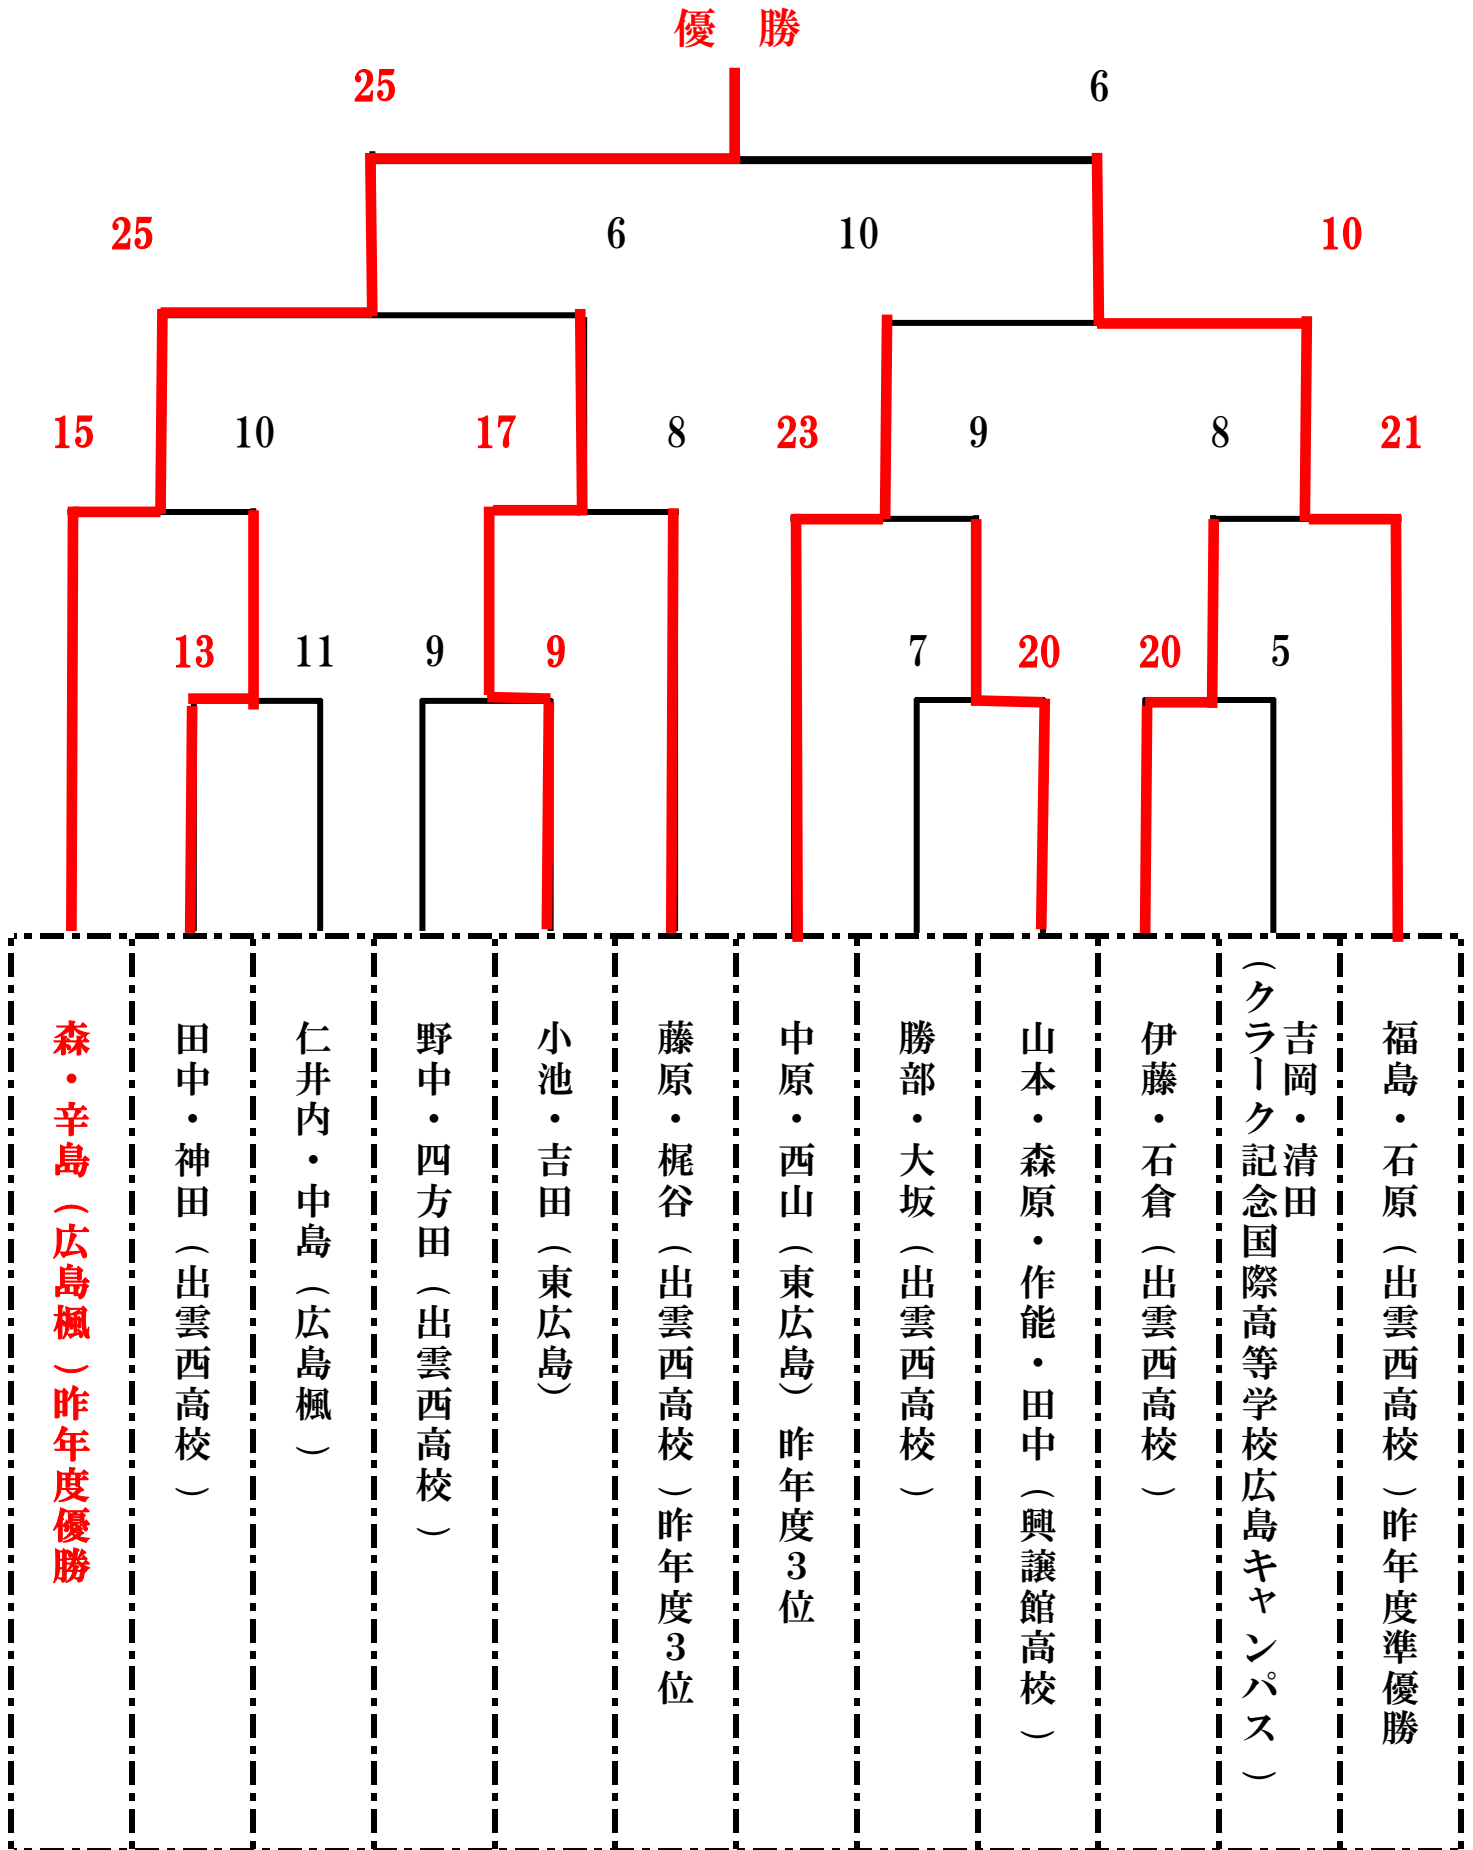 優 勝
25 6
25 6 10 10
15 10 17 8 23 9 8 21
13 11 9 9 7 20 20 5
森・辛島（広島楓）昨年度優勝
田中・神田（出雲西高校）
仁井内・中島（広島楓）
野中・四方田（出雲西高校）
小池・吉田（東広島）
藤原・梶谷（出雲西高校）昨年度３位
中原・西山（東広島）昨年度３位
勝部・大坂（出雲西高校）
山本・森原・作能・田中（興譲館高校）
伊藤・石倉（出雲西高校）
吉岡・清田
（クラーク記念国際高等学校広島キャンパス）
福島・石原（出雲西高校）昨年度準優勝